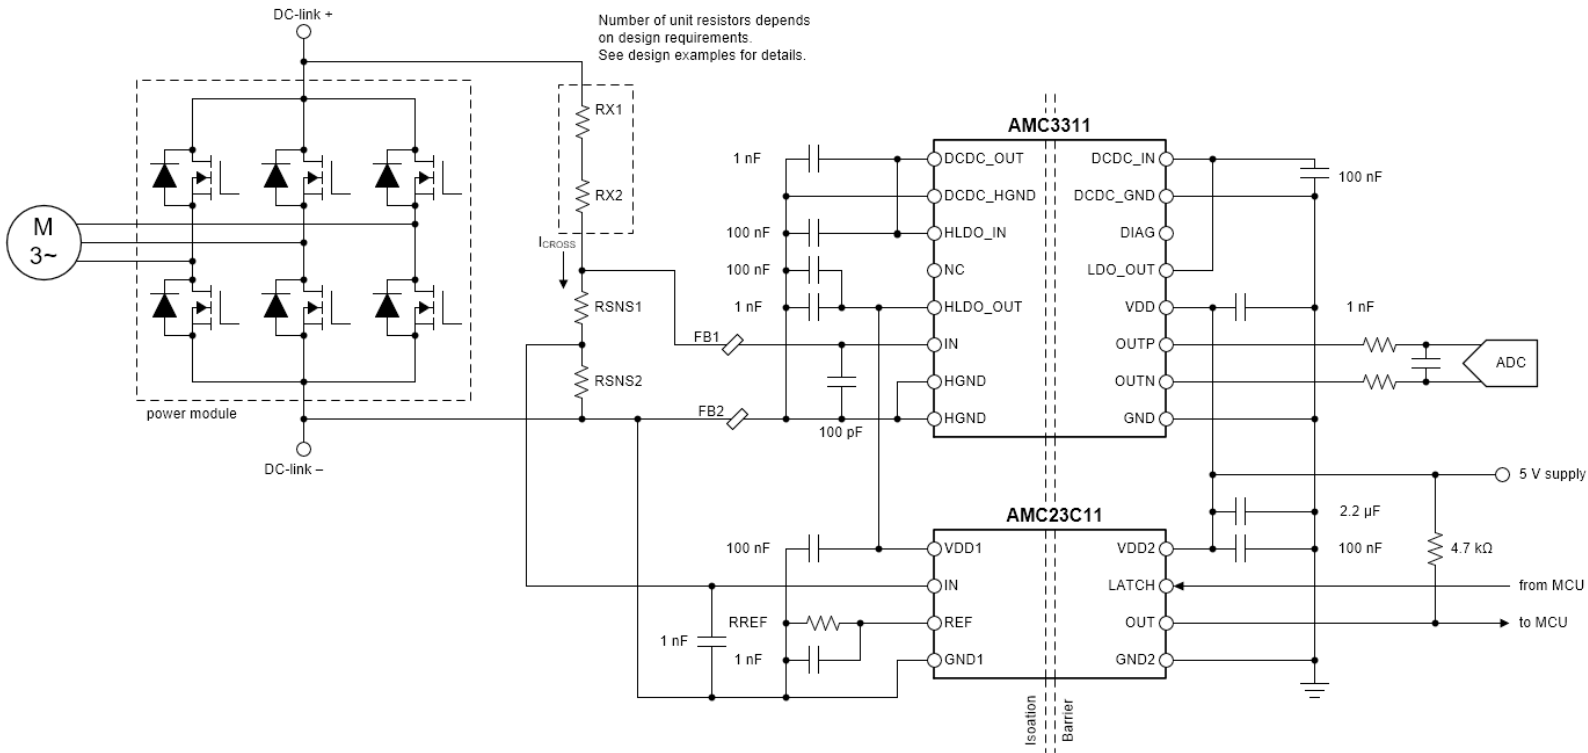 DC-link +
Number of unit resistors depends
on design requirements.
See design examples for details.
RX1
RX2
ICROSS
RSNS1
RSNS2
FB1
FB2
M
3~
power module
DC-link –
AMC3311
1 nF
DCDC_OUT
DCDC_IN
100 nF
DCDC_HGND
DCDC_GND
100 nF
HLDO_IN
DIAG
100 nF
NC
LDO_OUT
1 nF
HLDO_OUT
VDD
1 nF
IN
OUTP
ADC
HGND
OUTN
100 pF
HGND
GND
5 V supply
AMC23C11
2.2 µF
100 nF
VDD1
VDD2
100 nF
4.7 kΩ
IN
LATCH
from MCU
RREF
REF
OUT
to MCU
1 nF
1 nF
GND1
GND2
Isoation
Barrier